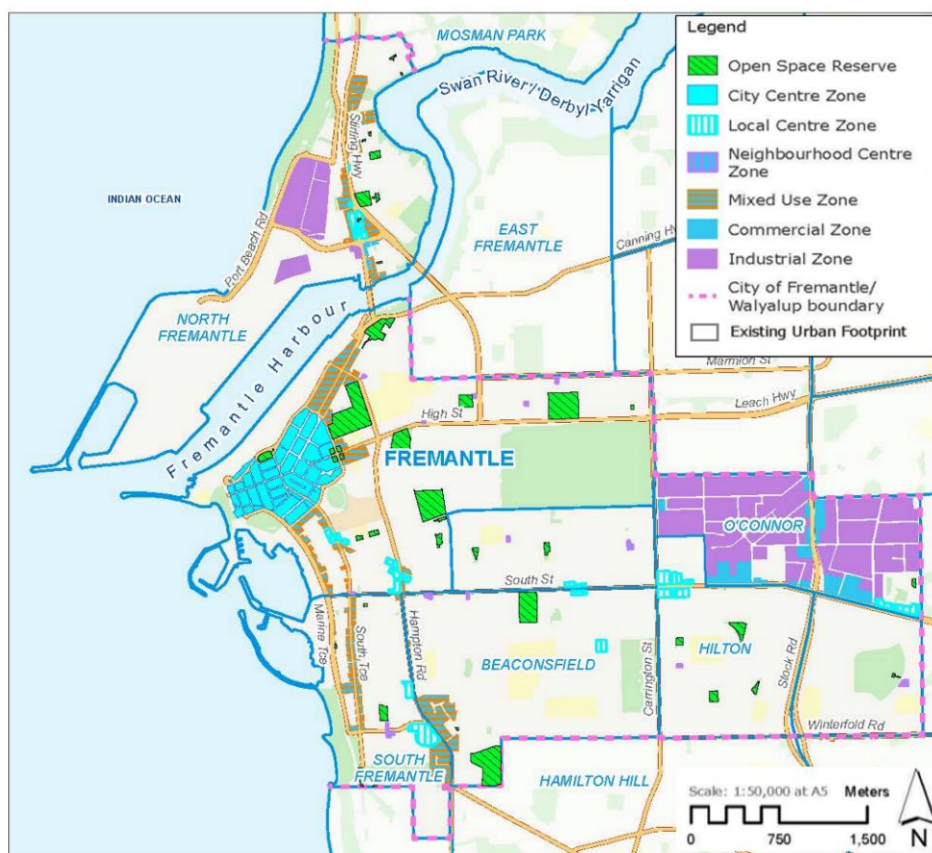 MOSMAN PARK
Swan River / Derbyl Yarrigan
Stirling Hwy
INDIAN OCEAN
Port Beach Rd
EAST
FREMANTLE
Canning Hwy
NORTH
FREMANTLE
Fremantle Harbour
Marmion St
Leach Hwy
High St
FREMANTLE
O'CONNOR
South St
Marine Tce
South Tce
Hampton Rd
BEACONSFIELD
Carrington St
HILTON
Stock Rd
Winterfold Rd
SOUTH
FREMANTLE
HAMILTON HILL
Legend
Open Space Reserve
City Centre Zone
Local Centre Zone
Neighbourhood Centre
Zone
Mixed Use Zone
Commercial Zone
Industrial Zone
City of Fremantle/
Walyalup boundary
Existing Urban Footprint
Scale: 1:50,000 at A5 Meters
0 750 1,500
N